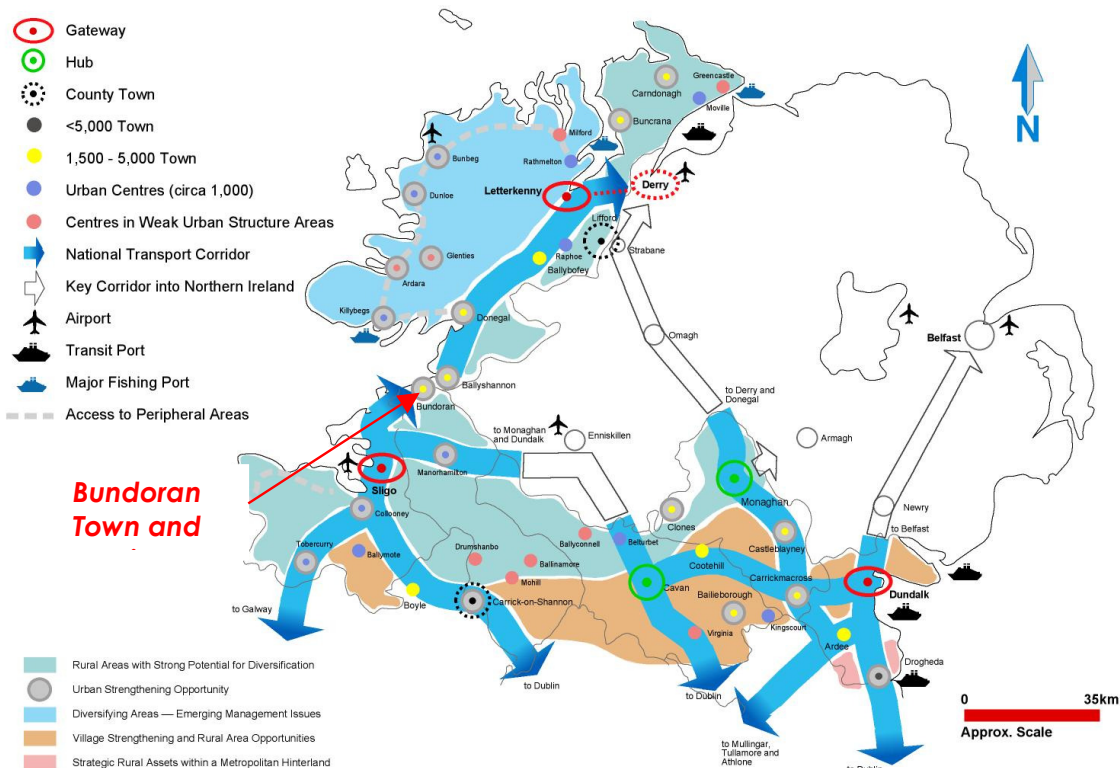 Gateway
Hub
County Town
<5,000 Town
1,500 - 5,000 Town
Urban Centres (circa 1,000)
Centres in Weak Urban Structure Areas
National Transport Corridor
Key Corridor into Northern Ireland
Airport
Transit Port
Major Fishing Port
Access to Peripheral Areas
Greencastle
Carndonagh
Moville
Buncrana
N
Milford
Bunbeg
Rathmelton
Letterkenny
Derry
Dunloe
Lifford
Strabane
Glenties
Raphoe
Ballybofey
Ardara
Killybegs
Donegal
Omagh
Belfast
Ballyshannon
Bundoran
to Derry and
Donegal
to Monaghan
and Dundalk
Enniskillen
Armagh
Manorhamilton
Sligo
Bundoran
Town and
Monaghan
Newry
Collooney
Clones
to Belfast
Castleblayney
Tobercurry
Ballymote
Drumshanbo
Ballyconnell
Belturbet
Cootehill
Ballinamore
Carrickmacross
Mohill
Cavan
Bailieborough
Dundalk
Boyle
Carrick-on-Shannon
to Galway
Kingscourt
Virginia
Ardee
Drogheda
to Dublin
to Dublin
to Mullingar,
Tullamore and
Athlone
to Dublin
0 35km
Approx. Scale
Rural Areas with Strong Potential for Diversification
Urban Strengthening Opportunity
Diversifying Areas — Emerging Management Issues
Village Strengthening and Rural Area Opportunities
Strategic Rural Assets within a Metropolitan Hinterland